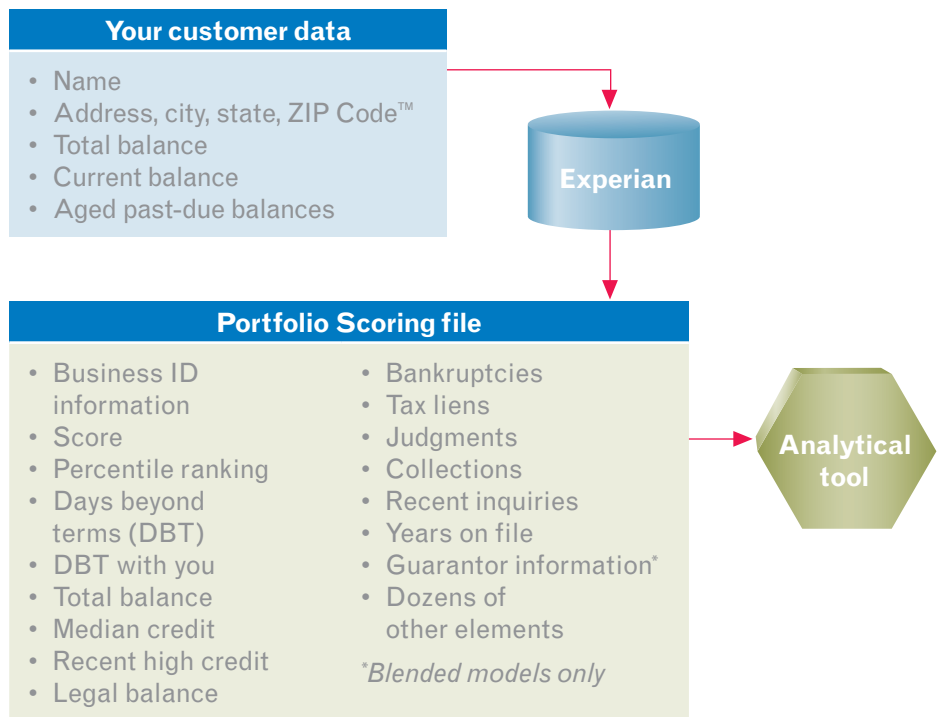 Your customer data
• Name
• Address, city, state, ZIP Code™
• Total balance
• Current balance
• Aged past-due balances
Experian
Portfolio Scoring file
• Business ID
information
• Score
• Percentile ranking
• Days beyond
terms (DBT)
• DBT with you
• Total balance
• Median credit
• Recent high credit
• Legal balance
• Bankruptcies
• Tax liens
• Judgments
• Collections
• Recent inquiries
• Years on file
• Guarantor information*
• Dozens of
other elements
*Blended models only
Analytical
tool